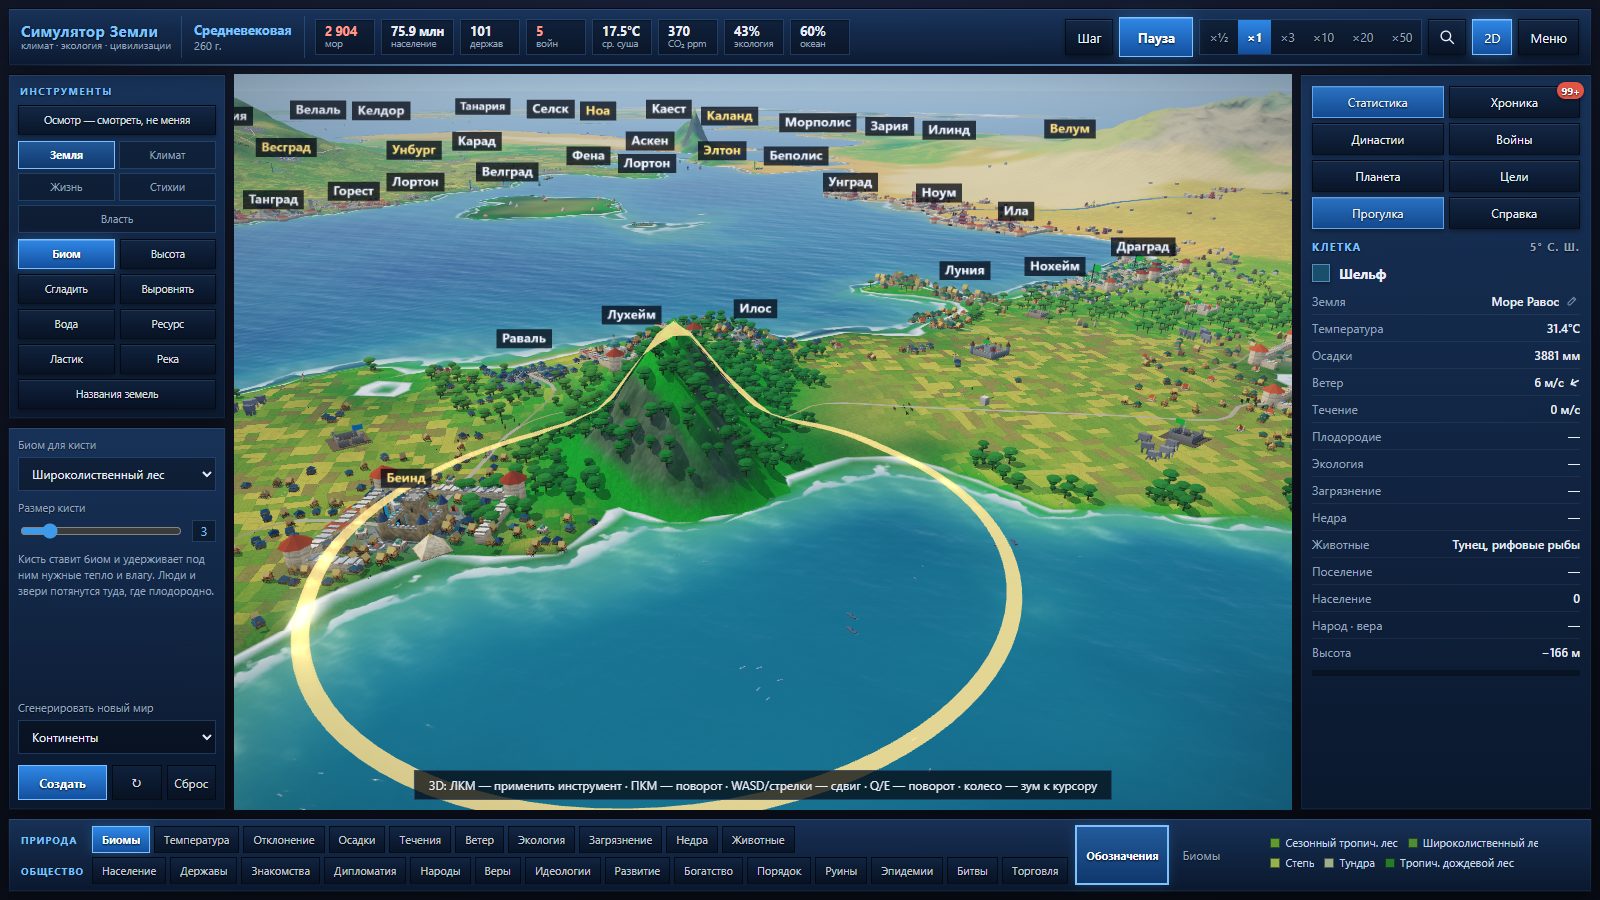 Симулятор Земли
климат · экология · цивилизации
Средневековая
260 г.
2 904
мор
75.9 млн
население
101
держав
5
войн
17.5°C
ср. суша
370
CO₂ ppm
43%
экология
60%
океан
Шаг
Пауза
×½
×1
×3
×10
×20
×50
2D
Меню
ИНСТРУМЕНТЫ
Осмотр — смотреть, не меняя
Земля
Климат
Жизнь
Стихии
Власть
Биом
Высота
Сгладить
Выровнять
Вода
Ресурс
Ластик
Река
Названия земель
Биом для кисти
Широколиственный лес
Размер кисти
3
Кисть ставит биом и удерживает под
ним нужные тепло и влагу. Люди и
звери потянутся туда, где плодородно.
Сгенерировать новый мир
Континенты
Создать
↻
Сброс
ия
Велаль
Келдор
Танария
Селск
Ноа
Каест
Каланд
Морполис
Зария
Илинд
Велум
Весград
Унбург
Карад
Фена
Аскен
Лортон
Элтон
Беполис
Танград
Горест
Лортон
Велград
Унград
Ноум
Ила
Драград
Луния
Нохейм
Лухейм
Илос
Раваль
Беинд
3D: ЛКМ — применить инструмент · ПКМ — поворот · WASD/стрелки — сдвиг · Q/E — поворот · колесо — зум к курсору
Статистика
Хроника
99+
Династии
Войны
Планета
Цели
Прогулка
Справка
КЛЕТКА
5° С. Ш.
Шельф
Земля
Море Равос
Температура
31.4°C
Осадки
3881 мм
Ветер
6 м/с
Течение
0 м/с
Плодородие
—
Экология
—
Загрязнение
—
Недра
—
Животные
Тунец, рифовые рыбы
Поселение
—
Население
0
Народ · вера
—
Высота
−166 м
ПРИРОДА
Биомы
Температура
Отклонение
Осадки
Течения
Ветер
Экология
Загрязнение
Недра
Животные
ОБЩЕСТВО
Население
Державы
Знакомства
Дипломатия
Народы
Веры
Идеологии
Развитие
Богатство
Порядок
Руины
Эпидемии
Битвы
Торговля
Обозначения
Биомы
Сезонный тропич. лес
Широколиственный ле
Степь
Тундра
Тропич. дождевой лес